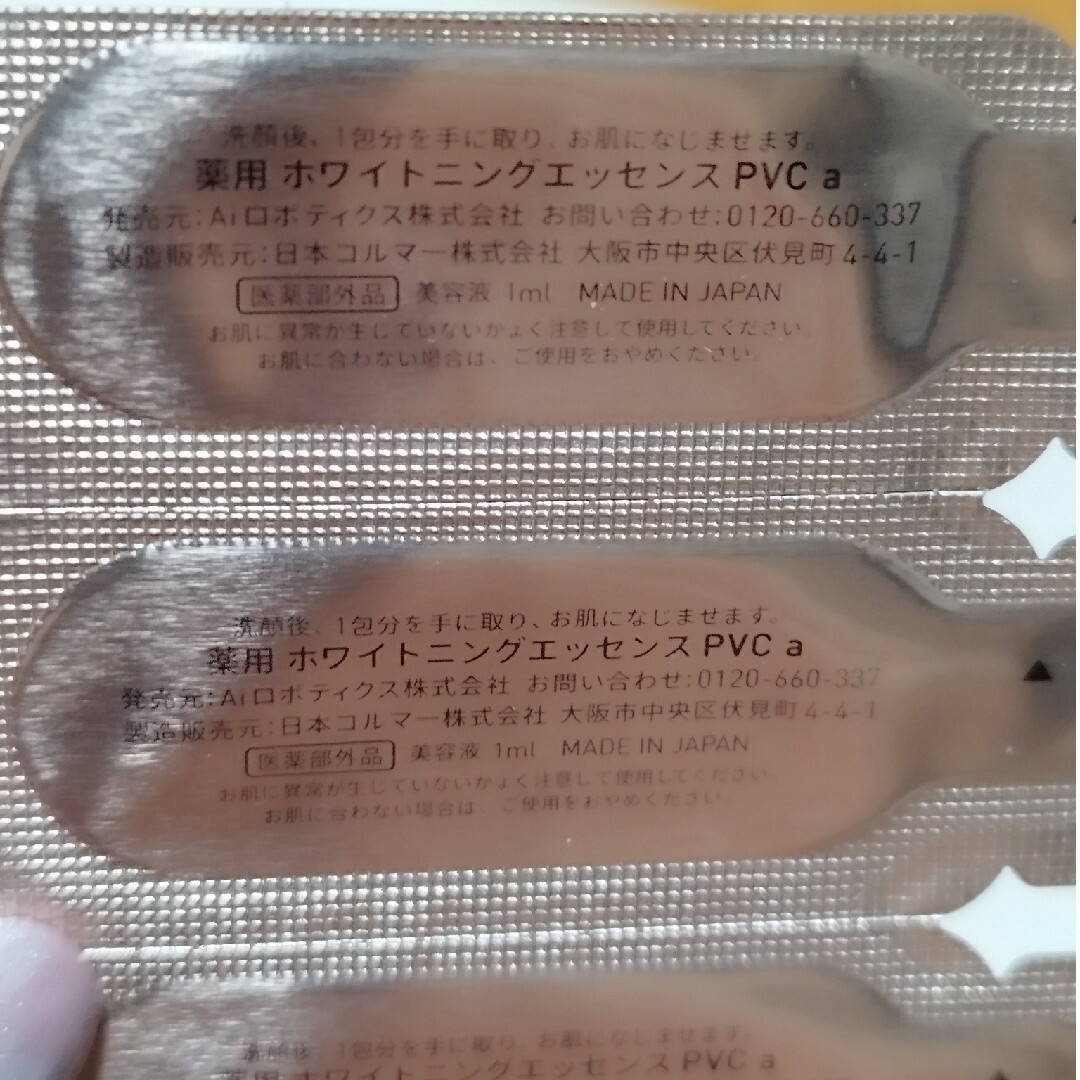 洗顔後、1包分を手に取り、お肌になじませます。
薬用 ホワイトニングエッセンス PVC a
発売元:Aiロボティクス株式会社 お問い合わせ:0120-660-337
製造販売元:日本コルマー株式会社 大阪市中央区伏見町4-4-1
医薬部外品 美容液 1ml MADE IN JAPAN
お肌に異常が生じていないかよく注意して使用してください。
お肌に合わない場合は、ご使用をおやめください。
洗顔後、1包分を手に取り、お肌になじませます。
薬用 ホワイトニングエッセンス PVC a
発売元:Aiロボティクス株式会社 お問い合わせ:0120-660-337
製造販売元:日本コルマー株式会社 大阪市中央区伏見町4-4-1
医薬部外品 美容液 1ml MADE IN JAPAN
お肌に異常が生じていないかよく注意して使用してください。
お肌に合わない場合は、ご使用をおやめください。
洗顔後、1包分を手に取り、お肌になじませます。
薬用 ホワイトニングエッセンス PVC a